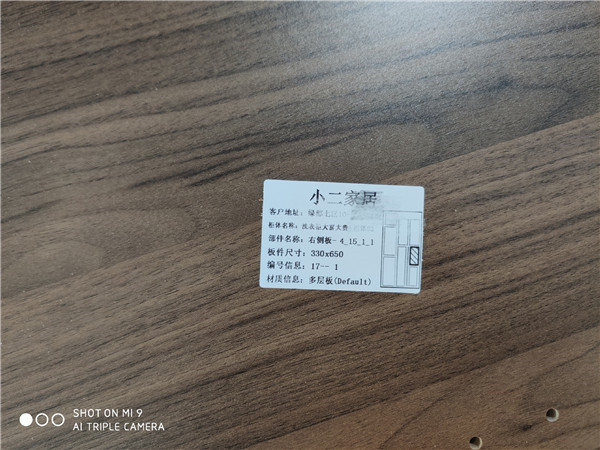 小二家居
客户地址:
柜体名称:
部件名称: 右侧板- 4_15_1_1
板件尺寸: 330x650
编号信息: 17-- 1
材质信息: 多层板(Default)
SHOT ON MI 9
AI TRIPLE CAMERA